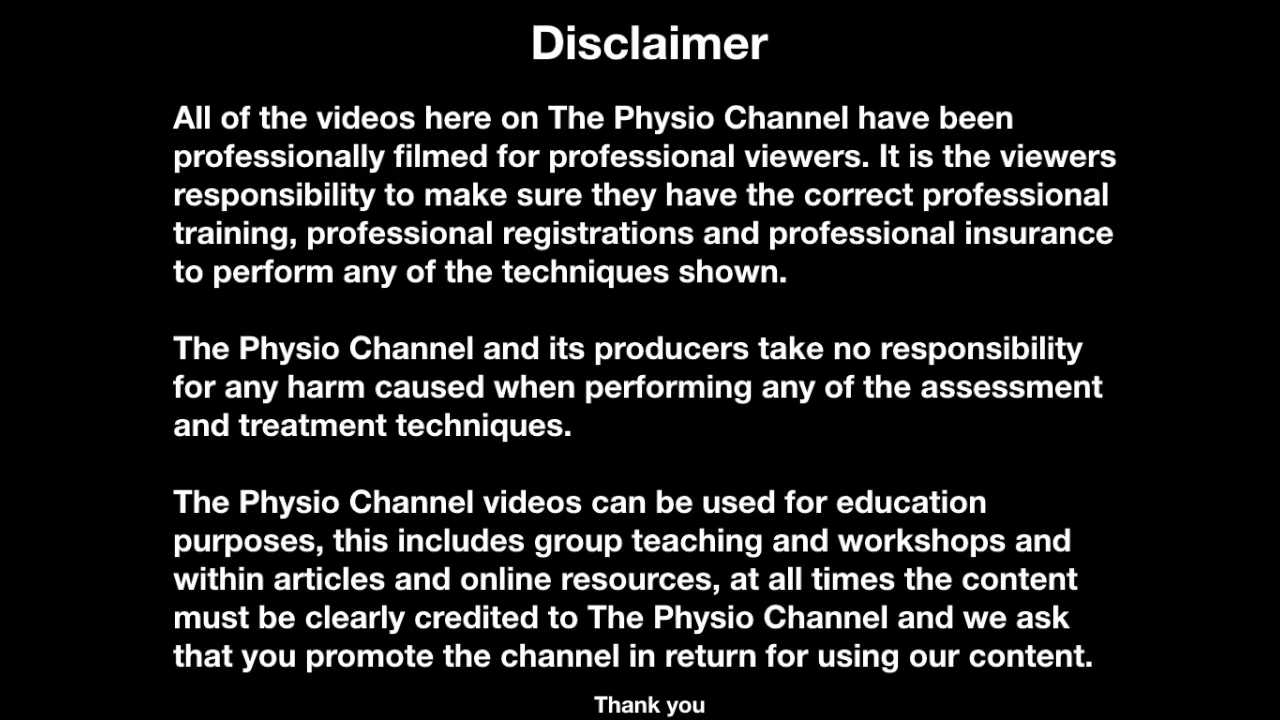 Disclaimer
All of the videos here on The Physio Channel have been
professionally filmed for professional viewers. It is the viewers
responsibility to make sure they have the correct professional
training, professional registrations and professional insurance
to perform any of the techniques shown.
The Physio Channel and its producers take no responsibility
for any harm caused when performing any of the assessment
and treatment techniques.
The Physio Channel videos can be used for education
purposes, this includes group teaching and workshops and
within articles and online resources, at all times the content
must be clearly credited to The Physio Channel and we ask
that you promote the channel in return for using our content.
Thank you